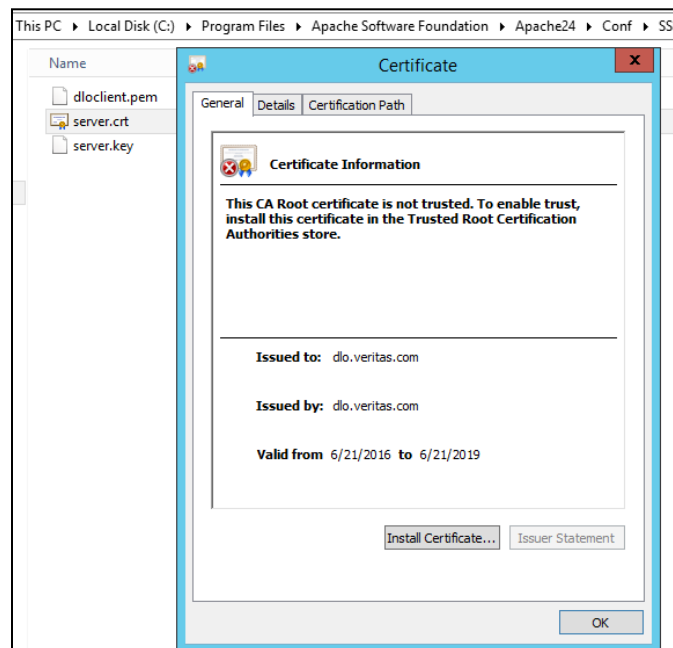 This PC ▸ Local Disk (C:) ▸ Program Files ▸ Apache Software Foundation ▸ Apache24 ▸ Conf ▸ SS
Name
dloclient.pem
server.crt
server.key
Certificate
x
General Details Certification Path
Certificate Information
This CA Root certificate is not trusted. To enable trust,
install this certificate in the Trusted Root Certification
Authorities store.
Issued to: dlo.veritas.com
Issued by: dlo.veritas.com
Valid from 6/21/2016 to 6/21/2019
Install Certificate... Issuer Statement
OK